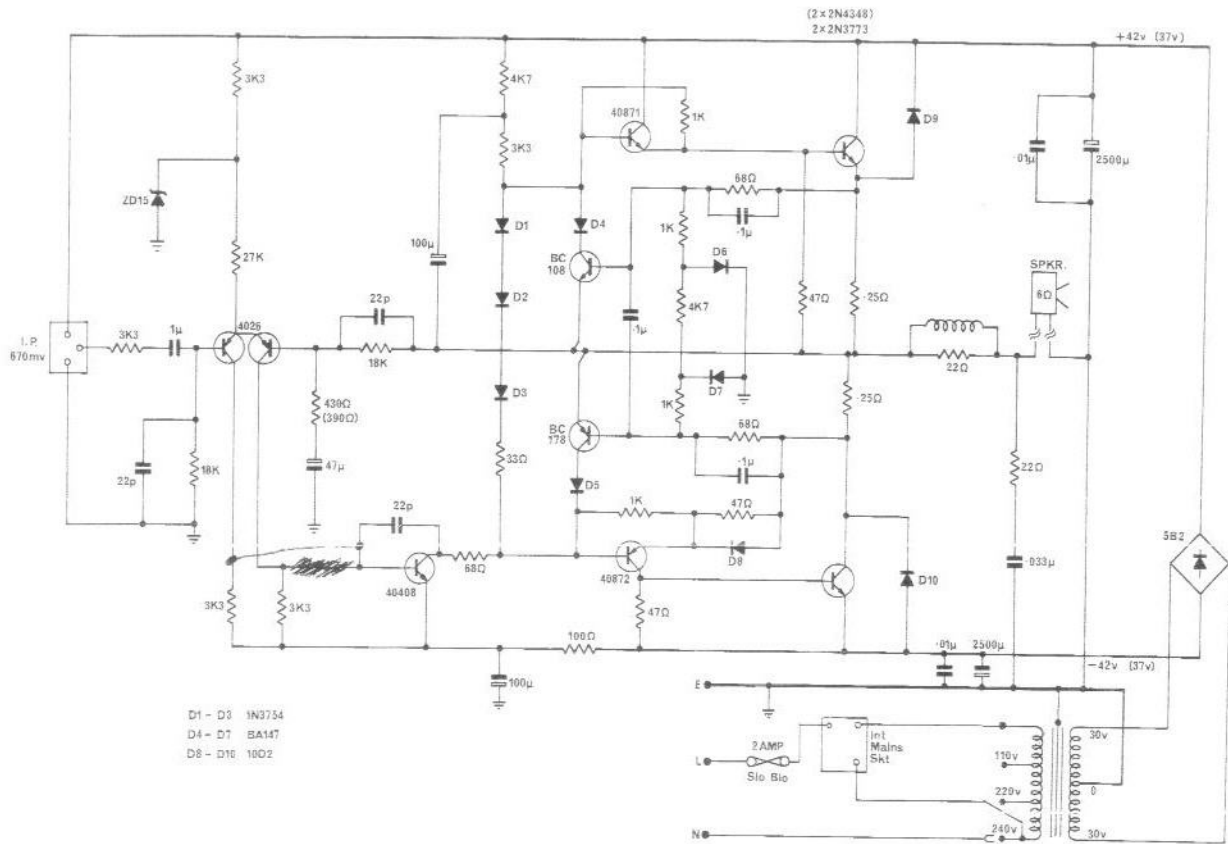 (2 × 2N4348)
2 × 2N3773
+42v (37v)
3K3
4K7
40871
1K
D9
·01µ
2500µ
3K3
ZD15
68Ω
D1
D4
1K
·1µ
27K
100µ
BC
108
D6
SPKR.
6Ω
D2
22p
4K7
47Ω
·25Ω
·1µ
I.P.
670mv
3K3
1µ
4026
18K
22Ω
D3
D7
430Ω
(390Ω)
1K
·25Ω
BC
178
68Ω
22p
18K
47µ
33Ω
·1µ
22Ω
D5
1K
47Ω
22p
5B2
68Ω
D8
40872
D10
·033µ
40408
3K3
3K3
47Ω
100Ω
·01µ
2500µ
−42v (37v)
100µ
E
D1 – D3 1N3754
D4 – D7 BA147
D8 – D10 10D2
2AMP
Slo Blo
L
Int
Mains
Skt
110v
30v
0
220v
N
240v
30v